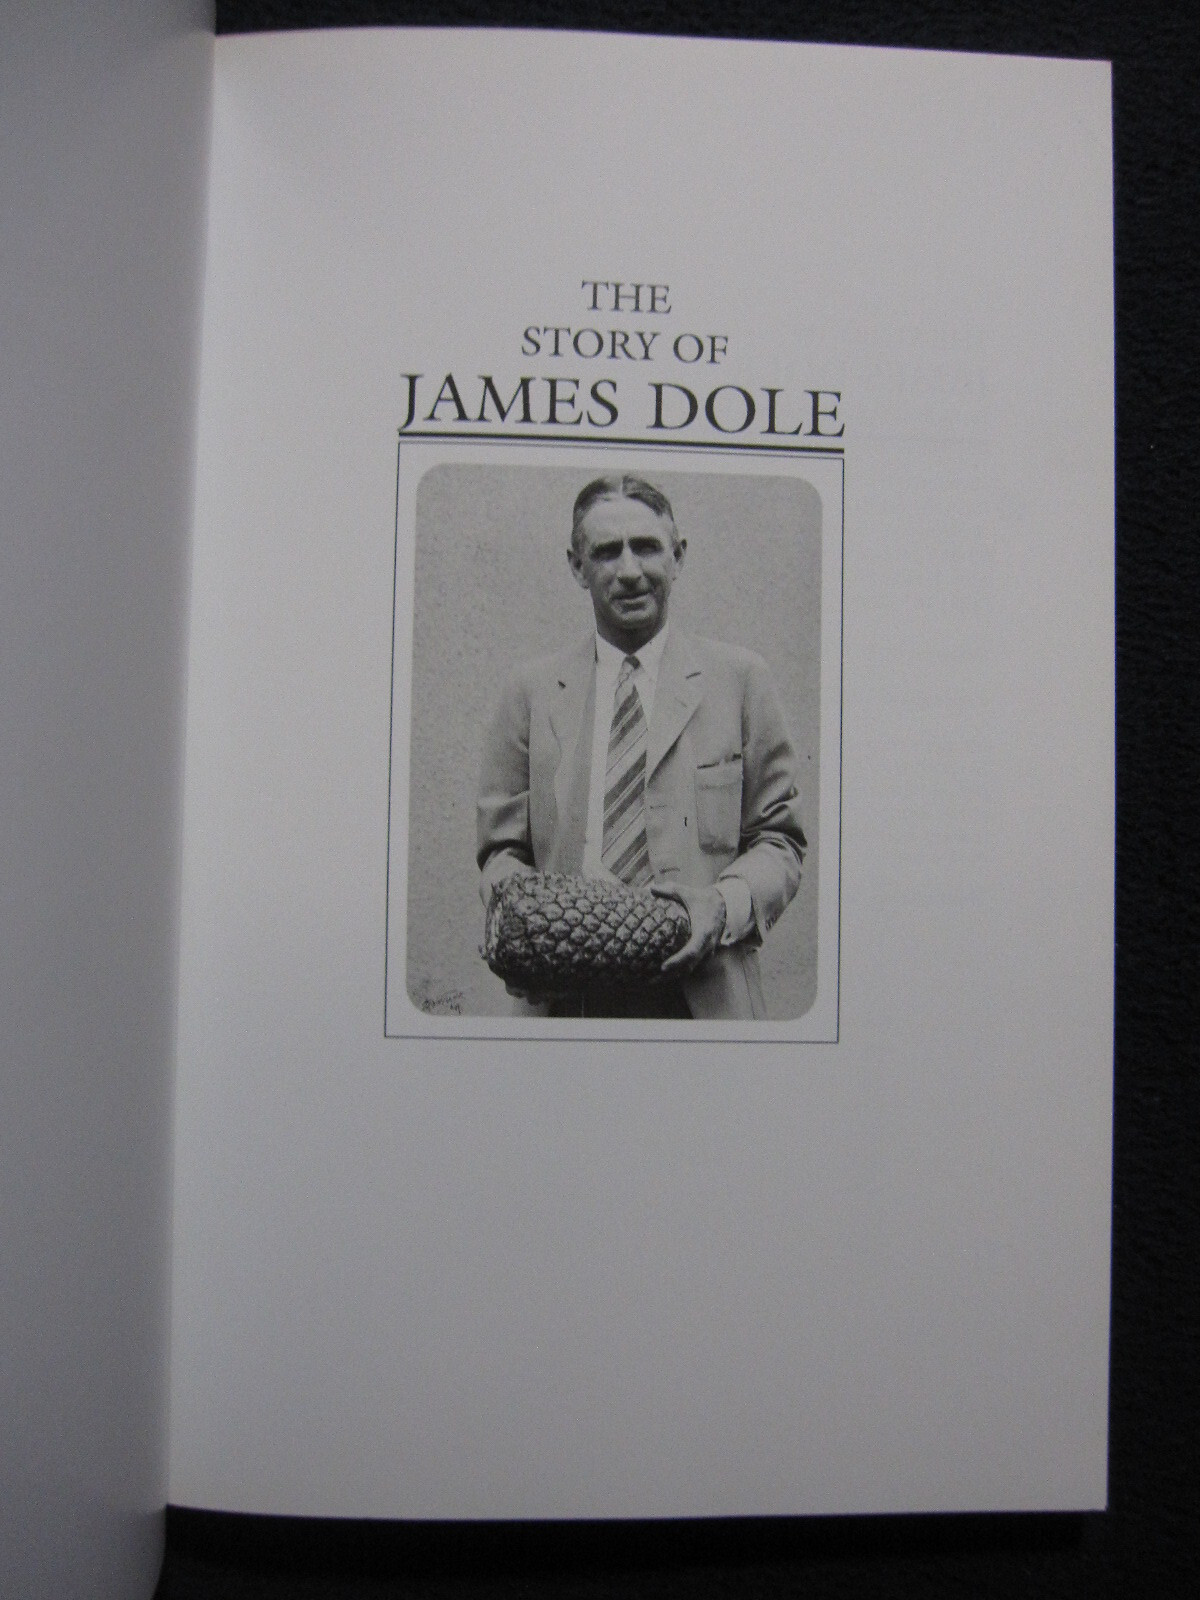 THE
STORY OF
JAMES DOLE